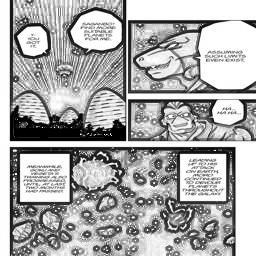 ASSUMING
SUCH LIMITS
EVEN EXIST.
HA...
HA HA...
SAGANBO!
FIND MORE
SUITABLE
PLANETS
FOR ME.
Y-
YOU
GOT
IT.
LEADING
UP TO HIS
ATTACK
ON EARTH,
MORO
CONTINUED
TO DEVOUR
PLANETS
THROUGHOUT
THE GALAXY.
MEANWHILE,
GOKU AND
VEGETA'S
TRAINING ALSO
PROGRESSED,
UNTIL AT LAST,
TWO MONTHS
HAD PASSED.